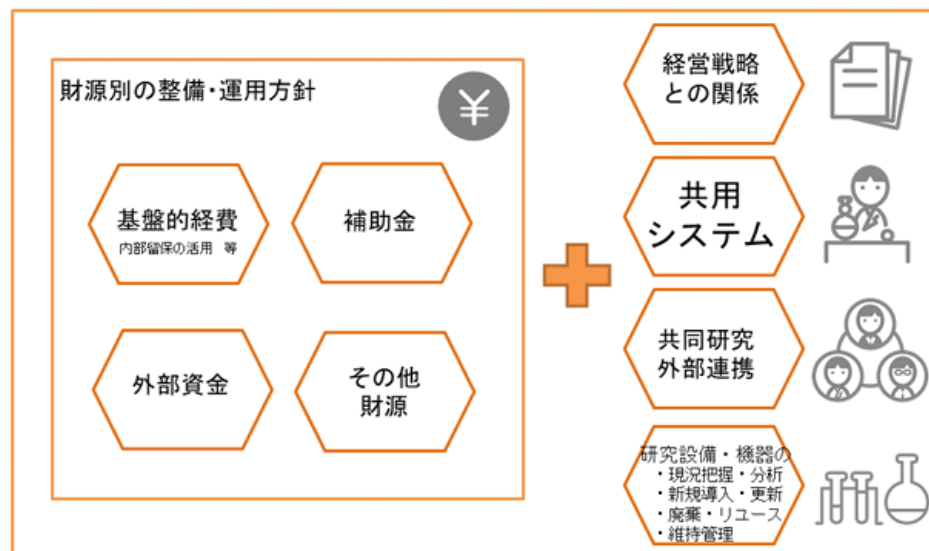 財源別の整備・運用方針
¥
基盤的経費
内部留保の活用 等
補助金
外部資金
その他
財源
経営戦略
との関係
共用
システム
共同研究
外部連携
研究設備・機器の
・現況把握・分析
・新規導入・更新
・廃棄・リユース
・維持管理